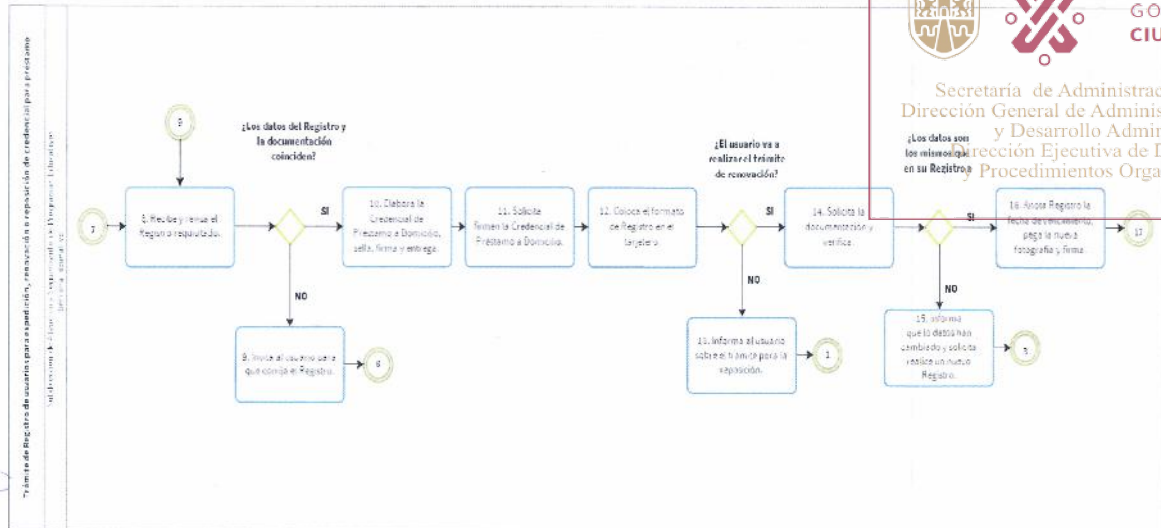 GO
CIU
Secretaría de Administrac
Dirección General de Adminis
y Desarrollo Admin
Dirección Ejecutiva de D
y Procedimientos Orga
Trámite de Registro de usuarios para expedición, renovación o reposición de credencial para préstamo
9
¿Los datos del Registro y
la documentación
coinciden?
¿El usuario va a
realizar el trámite
de renovación?
¿Los datos son
los mismos que
en su Registro
7
8. Recibe y revisa el
Registro requisitado.
SI
10. Elabora la
Credencial de
Préstamo a Domicilio,
sella, firma y entrega.
11. Solicita
firmen la Credencial de
Préstamo a Domicilio.
12. Coloca el formato
de Registro en el
tarjetero.
SI
14. Solicita la
documentación y
verifica.
SI
16. Anota Registro la
fecha de vencimiento,
pega la nueva
fotografía y firma.
17
NO
9. Invita al usuario para
que corrija el Registro.
6
NO
13. Informa al usuario
sobre el trámite para la
reposición.
1
NO
15. Informa
que lo datos han
cambiado y solicita
realice un nuevo
Registro.
3